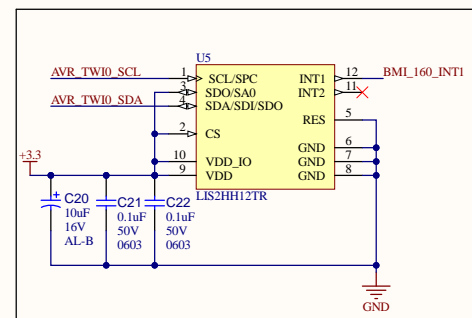 U5
AVR_TWI0_SCL 1 SCL/SPC INT1 12 BMI_160_INT1
3 SDO/SA0 INT2 11
AVR_TWI0_SDA 4 SDA/SDI/SDO
RES 5
2 CS
GND 6
+3.3 10 VDD_IO GND 7
9 VDD GND 8
LIS2HH12TR
+ C20 C21 C22
10uF 0.1uF 0.1uF
16V 50V 50V
AL-B 0603 0603
GND